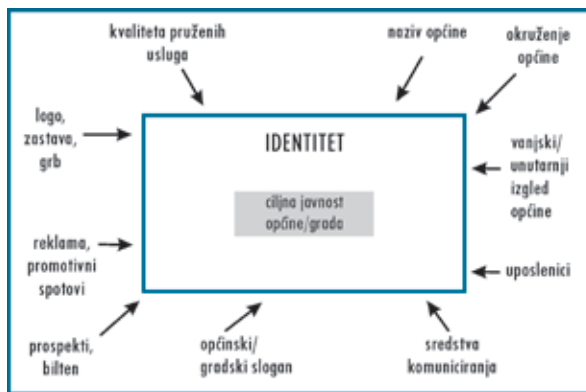 kvaliteta pruženih
usluga
naziv općine
okruženje
općine
logo,
zastava,
grb
IDENTITET
vanjski/
unutarnji
izgled
općine
ciljna javnost
općine/grada
reklama,
promotivni
spotovi
uposlenici
prospekti,
bilten
općinski/
gradski slogan
sredstva
komuniciranja